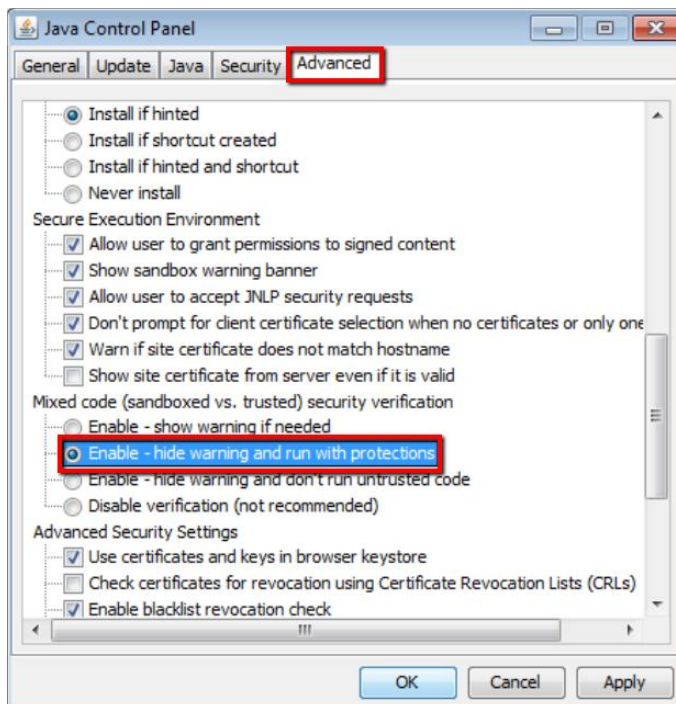 Java Control Panel
General Update Java Security Advanced
Install if hinted
Install if shortcut created
Install if hinted and shortcut
Never install
Secure Execution Environment
Allow user to grant permissions to signed content
Show sandbox warning banner
Allow user to accept JNLP security requests
Don't prompt for client certificate selection when no certificates or only one
Warn if site certificate does not match hostname
Show site certificate from server even if it is valid
Mixed code (sandboxed vs. trusted) security verification
Enable - show warning if needed
Enable - hide warning and run with protections
Enable - hide warning and don't run untrusted code
Disable verification (not recommended)
Advanced Security Settings
Use certificates and keys in browser keystore
Check certificates for revocation using Certificate Revocation Lists (CRLs)
Enable blacklist revocation check
OK Cancel Apply